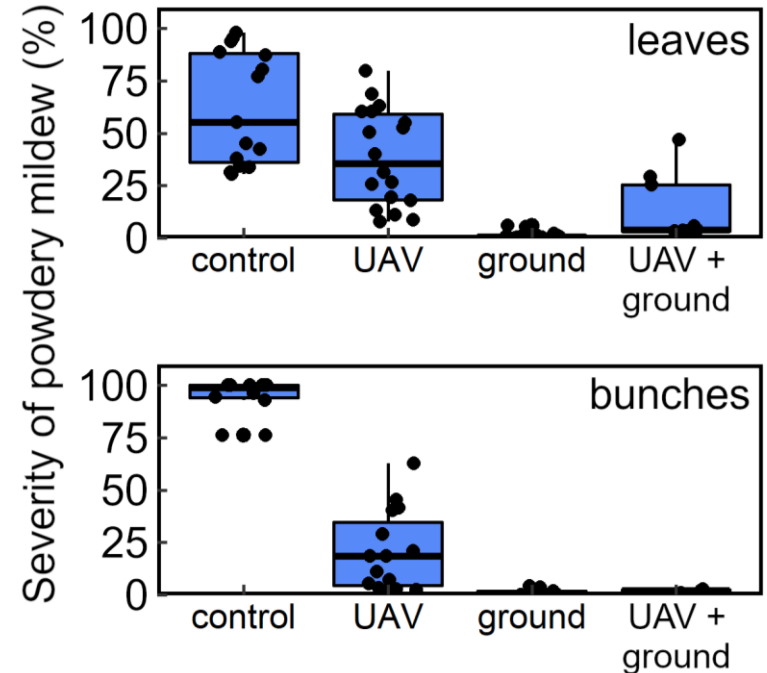 Severity of powdery mildew (%)
leaves
100
75
50
25
0
control UAV ground UAV +
ground
bunches
100
75
50
25
0
control UAV ground UAV +
ground